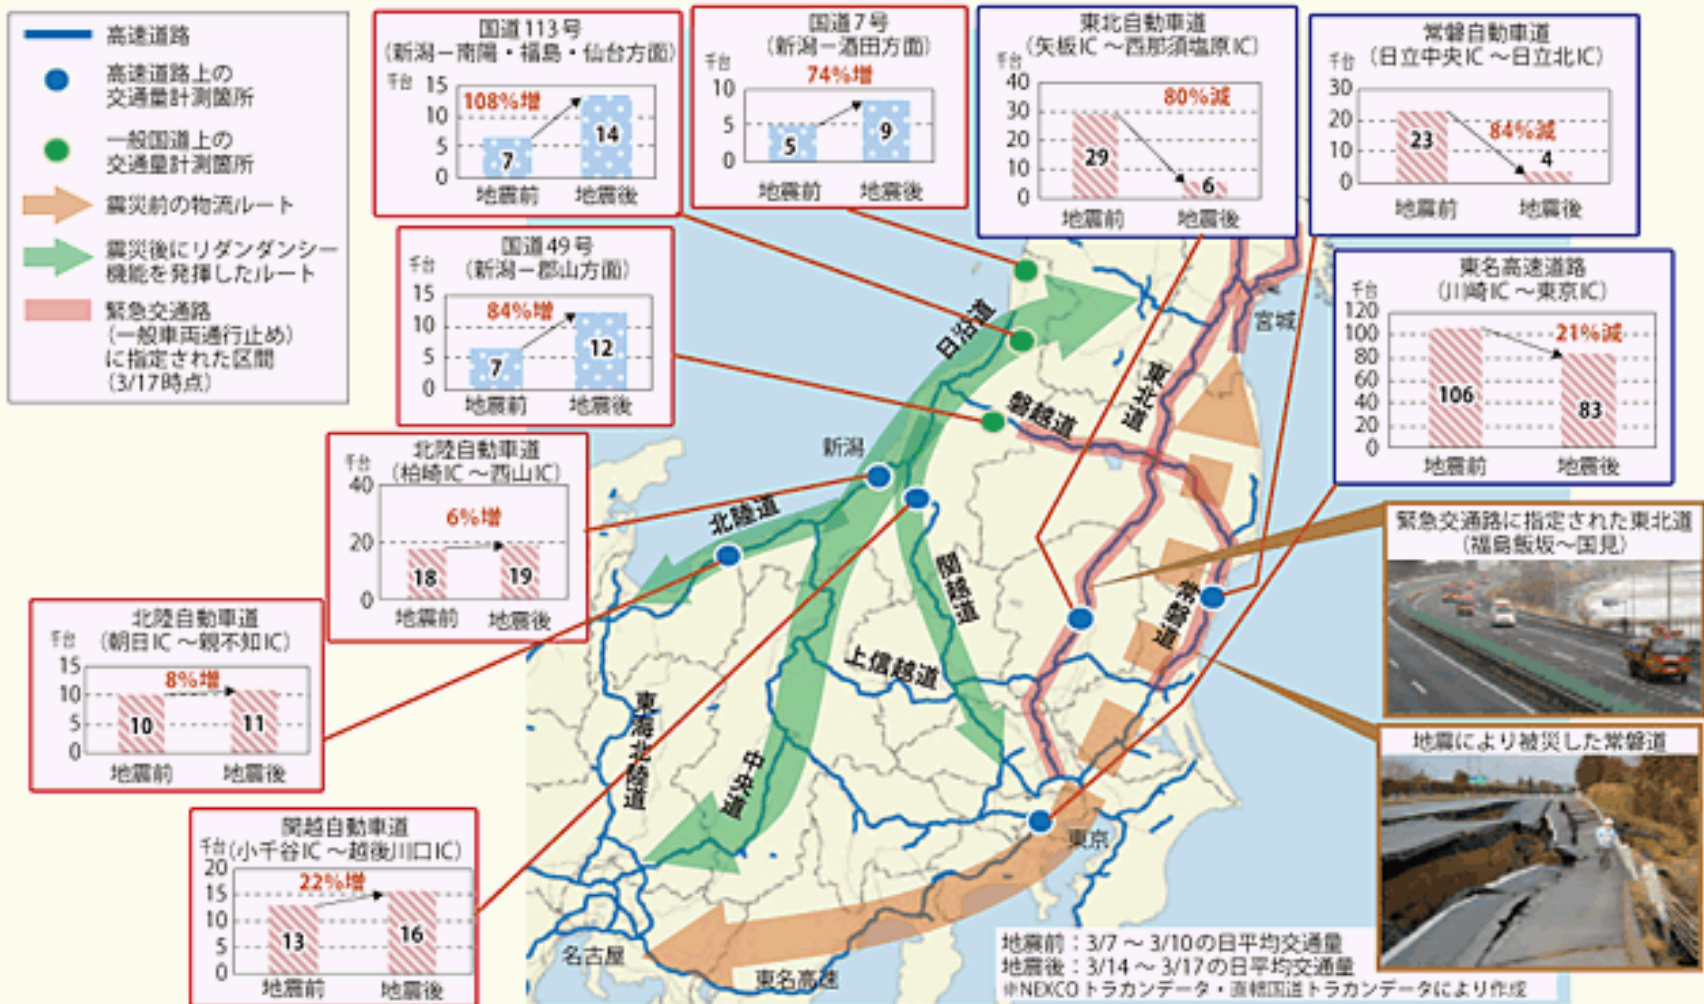 高速道路
高速道路上の
交通量計測箇所
一般国道上の
交通量計測箇所
震災前の物流ルート
震災後にリダンダンシー
機能を発揮したルート
緊急交通路
(一般車両通行止め)
に指定された区間
(3/17時点)
国道113号
(新潟－南陽・福島・仙台方面)
千台
15
10
5
0
108%増
7
14
地震前
地震後
国道7号
(新潟－酒田方面)
千台
10
5
0
74%増
5
9
地震前
地震後
東北自動車道
(矢板IC～西那須塩原IC)
千台
40
30
20
10
0
80%減
29
6
地震前
地震後
常磐自動車道
(日立中央IC～日立北IC)
千台
30
20
10
0
84%減
23
4
地震前
地震後
国道49号
(新潟－郡山方面)
千台
15
10
5
0
84%増
7
12
地震前
地震後
東名高速道路
(川崎IC～東京IC)
千台
120
100
80
60
40
20
0
21%減
106
83
地震前
地震後
北陸自動車道
(柏崎IC～西山IC)
千台
40
20
0
6%増
18
19
地震前
地震後
北陸自動車道
(朝日IC～親不知IC)
千台
15
10
5
0
8%増
10
11
地震前
地震後
関越自動車道
(小千谷IC～越後川口IC)
千台
20
15
10
5
0
22%増
13
16
地震前
地震後
日沿道
宮城
東北道
磐越道
新潟
北陸道
関越道
常磐道
上信越道
東海北陸道
中央道
東京
名古屋
東名高速
緊急交通路に指定された東北道
(福島飯坂～国見)
地震により被災した常磐道
地震前：3/7～3/10の日平均交通量
地震後：3/14～3/17の日平均交通量
※NEXCOトラカンデータ・直轄国道トラカンデータにより作成